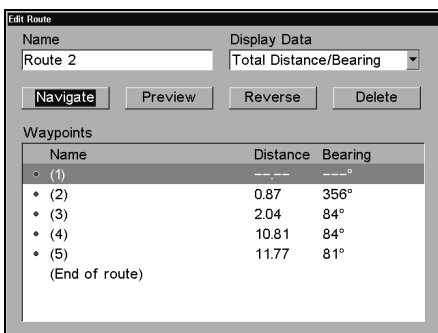 Edit Route
Name Display Data
Route 2 Total Distance/Bearing
Navigate Preview Reverse Delete
Waypoints
Name Distance Bearing
(1) --.-- ---°
(2) 0.87 356°
(3) 2.04 84°
(4) 10.81 84°
(5) 11.77 81°
(End of route)